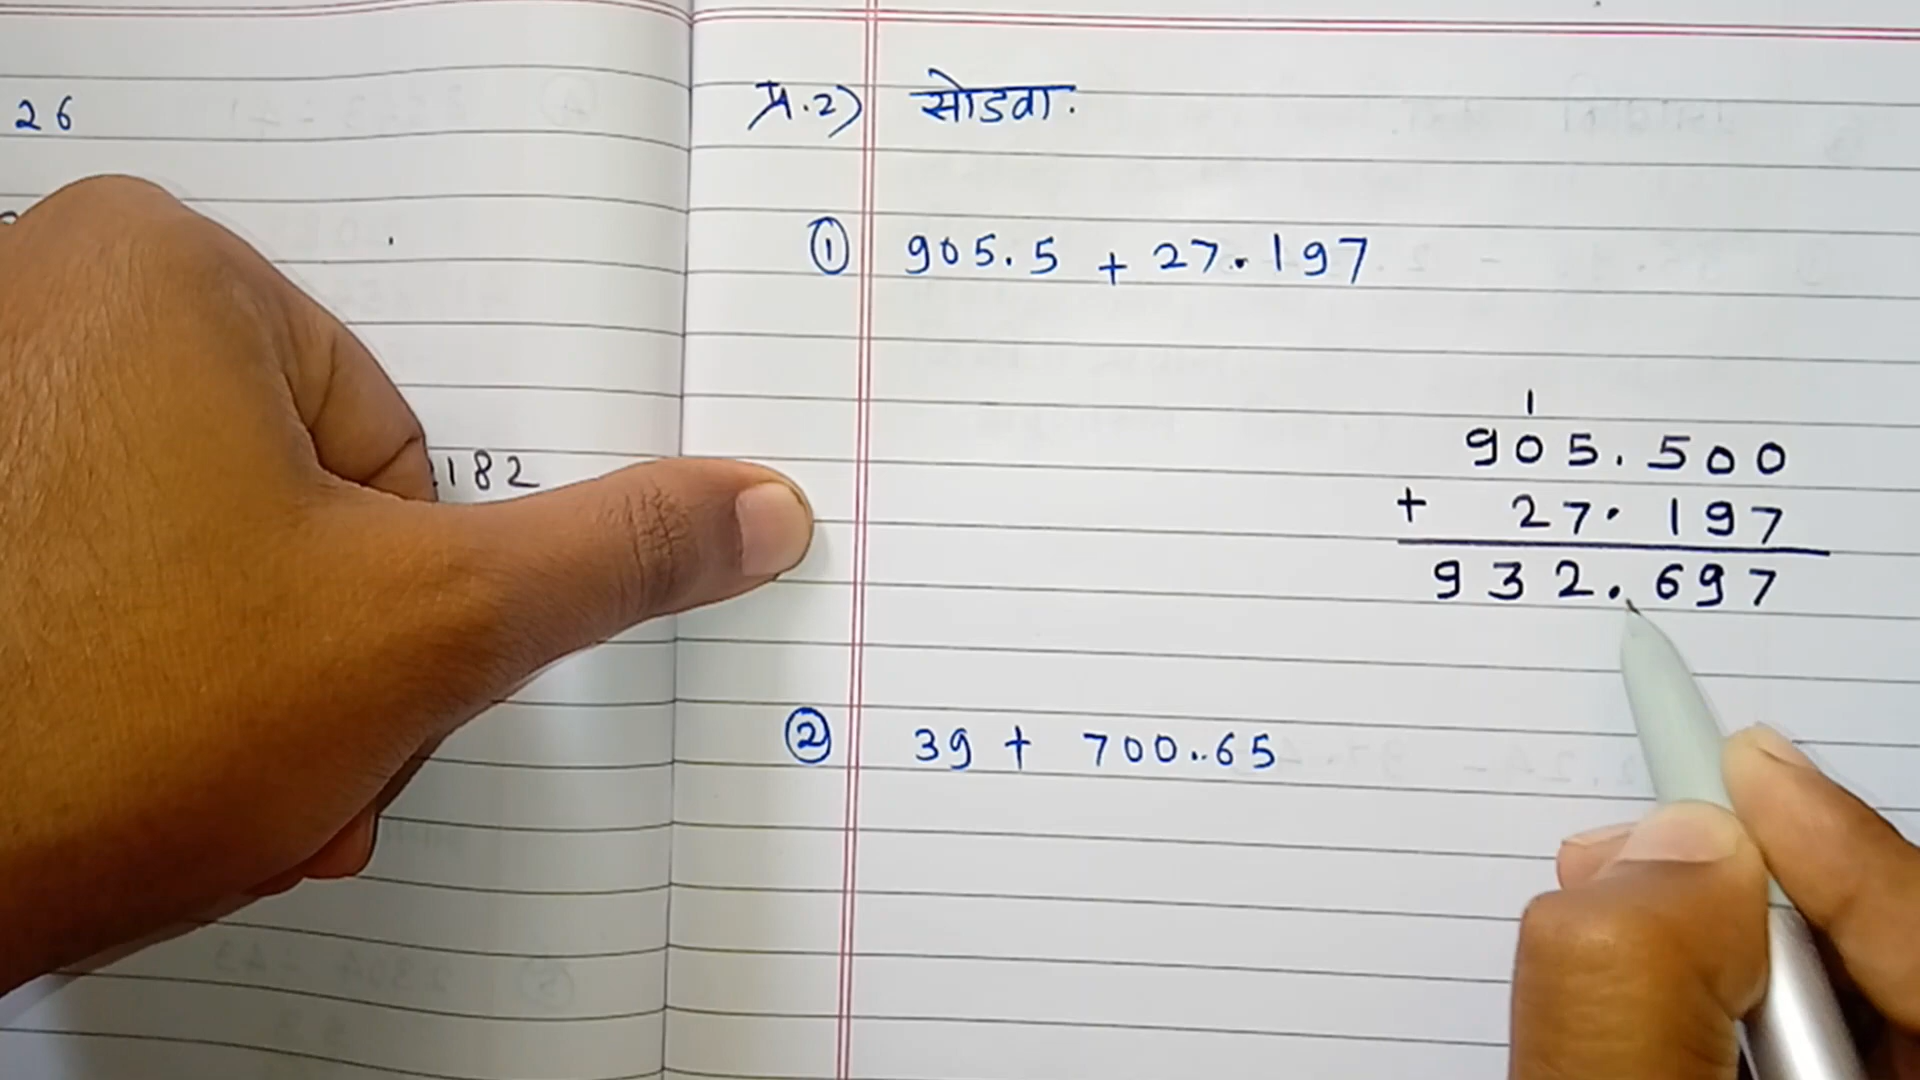 26
182
प्र.2) सोडवा.
① 905.5 + 27.197
1
905.500
+ 27.197
932.697
② 39 + 700..65